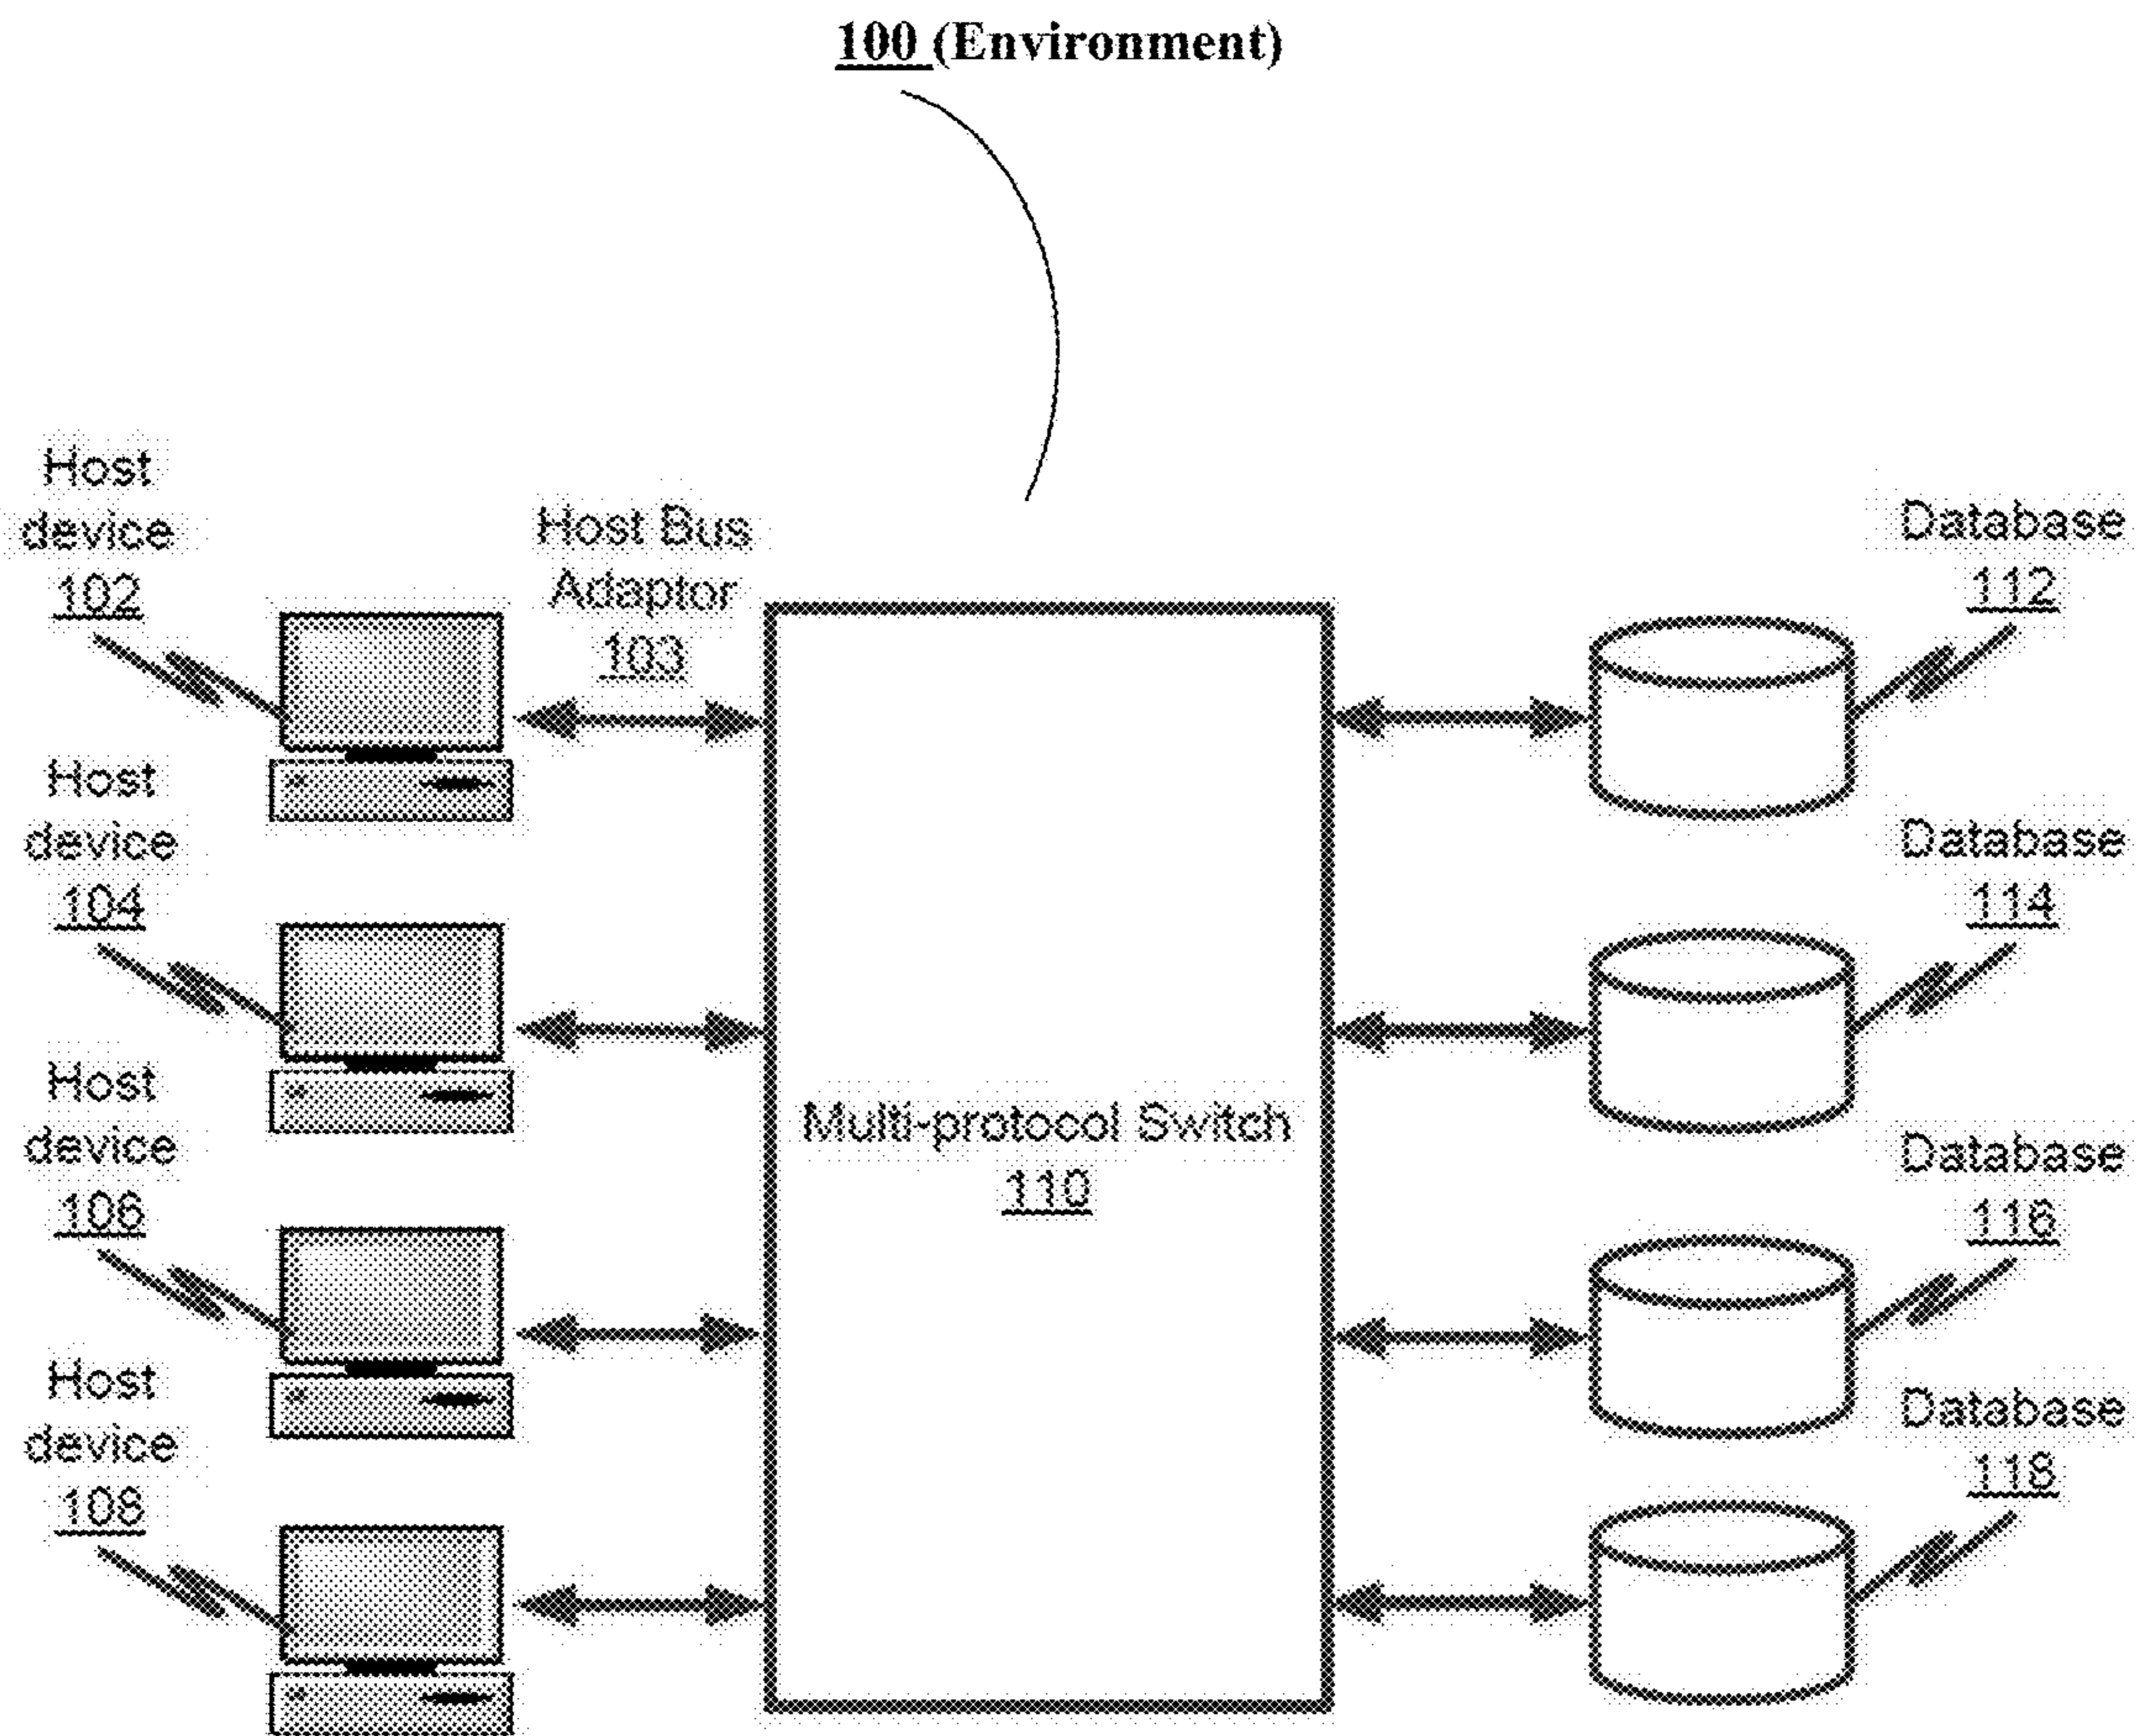 100 (Environment)
Host
device
102
Host Bus
Adaptor
103
Database
112
Host
device
104
Database
114
Host
device
106
Multi-protocol Switch
110
Database
116
Host
device
108
Database
118